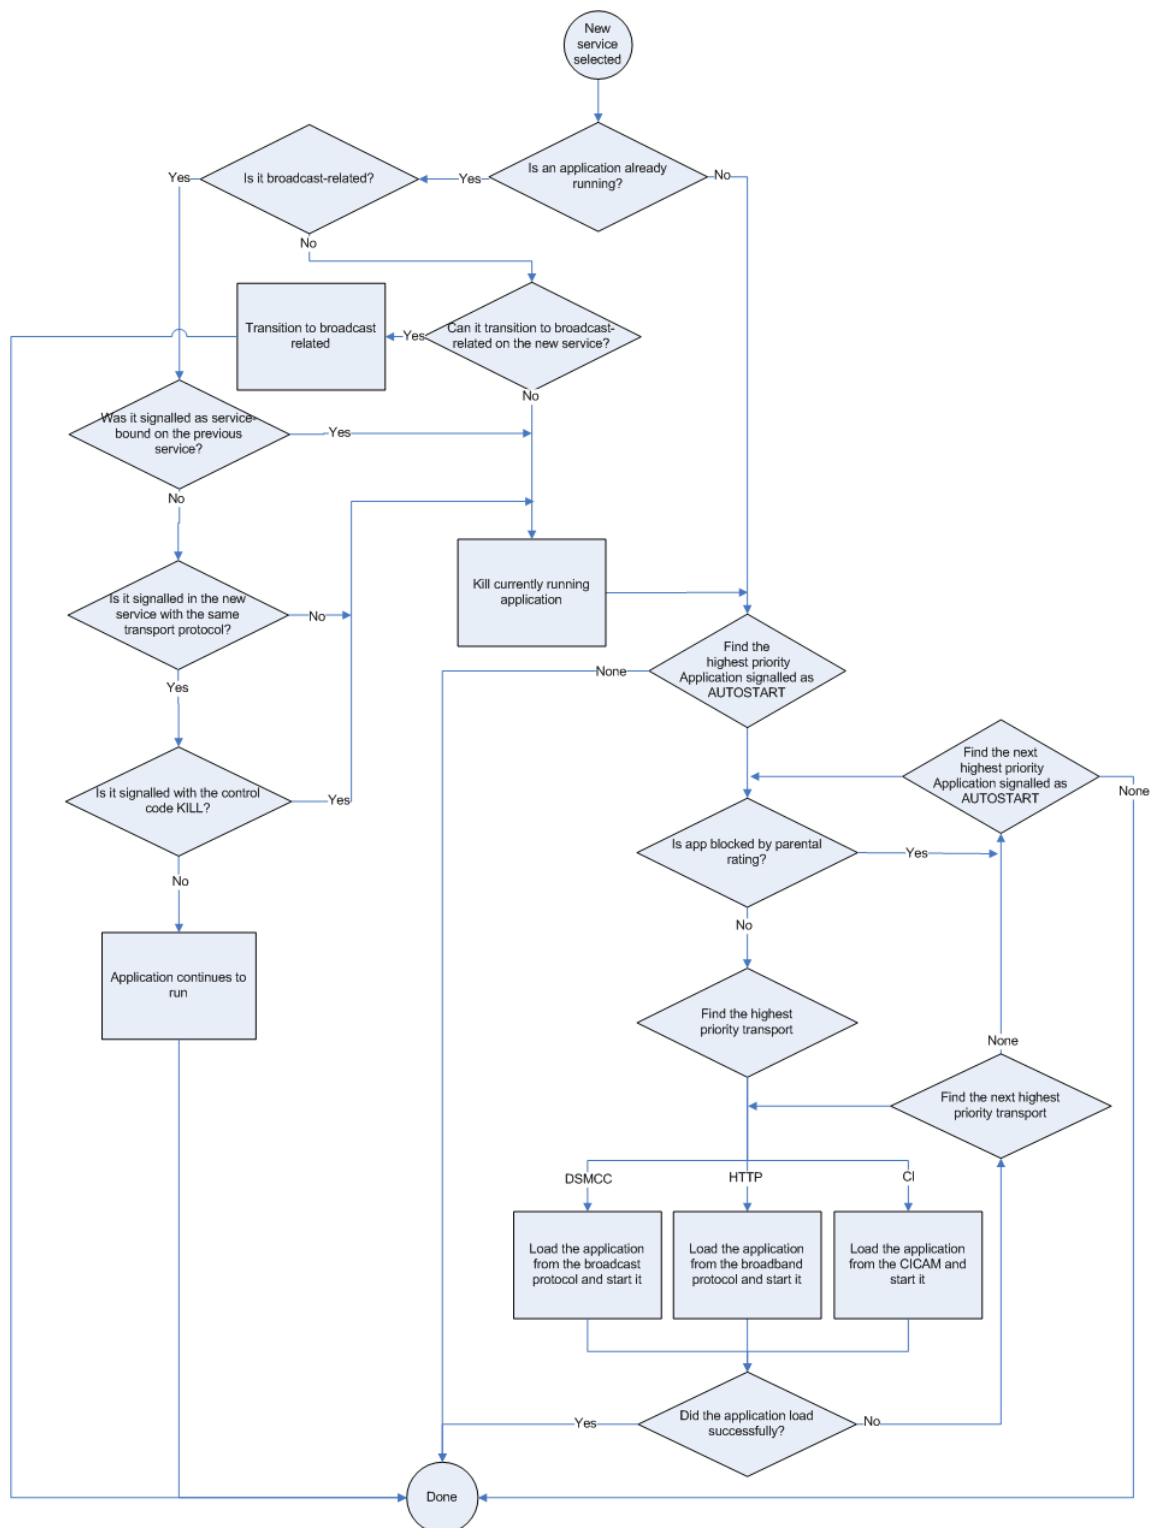 New
service
selected
Is an application already
running?
Yes
No
Is it broadcast-related?
Yes
No
Can it transition to broadcast-
related on the new service?
Yes
No
Transition to broadcast
related
Was it signalled as service-
bound on the previous
service?
Yes
No
Is it signalled in the new
service with the same
transport protocol?
No
Yes
Kill currently running
application
Is it signalled with the control
code KILL?
Yes
No
Application continues to
run
Find the
highest priority
Application signalled as
AUTOSTART
None
Find the next
highest priority
Application signalled as
AUTOSTART
None
Is app blocked by parental
rating?
Yes
No
Find the highest
priority transport
None
Find the next highest
priority transport
DSMCC
HTTP
CI
Load the application
from the broadcast
protocol and start it
Load the application
from the broadband
protocol and start it
Load the application
from the CICAM and
start it
Did the application load
successfully?
Yes
No
Done